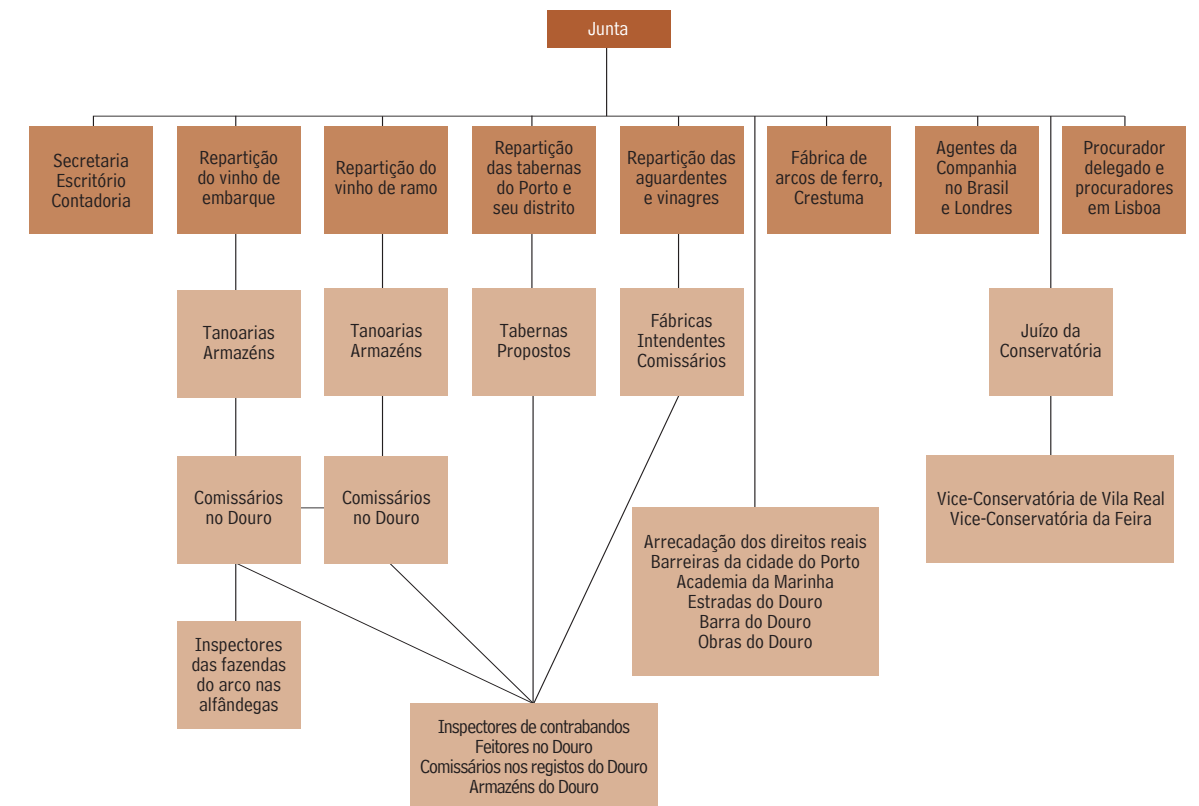 Junta
Secretaria
Escritório
Contadoria
Repartição
do vinho de
embarque
Repartição do
vinho de ramo
Repartição
das tabernas
do Porto e
seu distrito
Repartição das
aguardentes
e vinagres
Fábrica de
arcos de ferro,
Crestuma
Agentes da
Companhia
no Brasil
e Londres
Procurador
delegado e
procuradores
em Lisboa
Tanoarias
Armazéns
Tanoarias
Armazéns
Tabernas
Propostos
Fábricas
Intendentes
Comissários
Juízo da
Conservatória
Comissários
no Douro
Comissários
no Douro
Vice-Conservatória de Vila Real
Vice-Conservatória da Feira
Arrecadação dos direitos reais
Barreiras da cidade do Porto
Academia da Marinha
Estradas do Douro
Barra do Douro
Obras do Douro
Inspectores
das fazendas
do arco nas
alfândegas
Inspectores de contrabandos
Feitores no Douro
Comissários nos registos do Douro
Armazéns do Douro